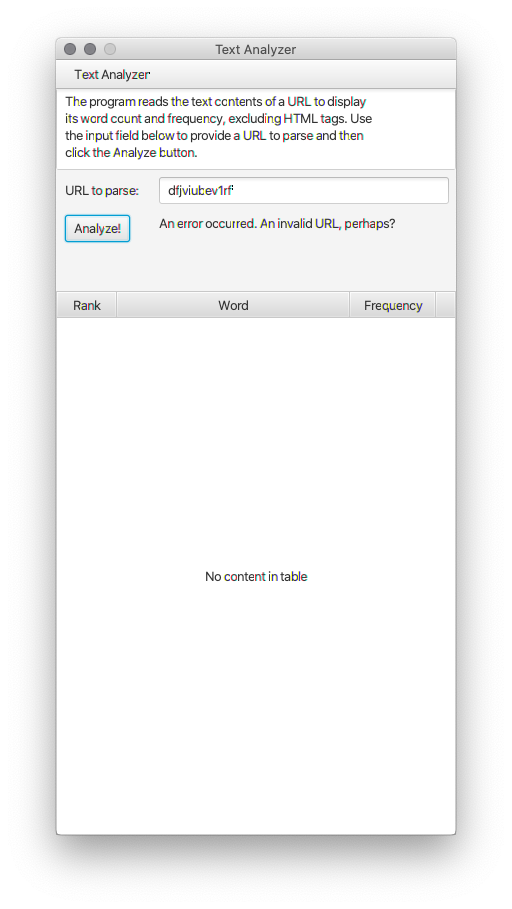 Text Analyzer
Text Analyzer
The program reads the text contents of a URL to display
its word count and frequency, excluding HTML tags. Use
the input field below to provide a URL to parse and then
click the Analyze button.
URL to parse: dfjviubev1rf'
Analyze! An error occurred. An invalid URL, perhaps?
Rank Word Frequency
No content in table